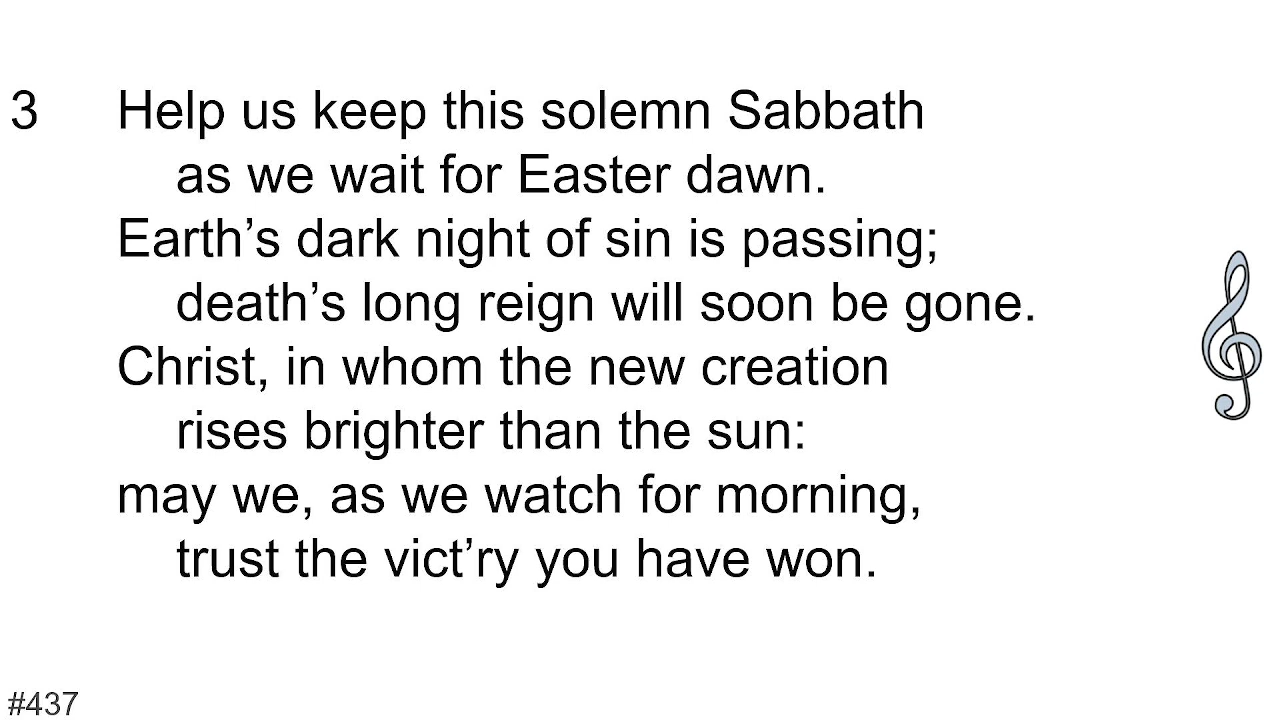 3 Help us keep this solemn Sabbath
as we wait for Easter dawn.
Earth’s dark night of sin is passing;
death’s long reign will soon be gone.
Christ, in whom the new creation
rises brighter than the sun:
may we, as we watch for morning,
trust the vict’ry you have won.
#437